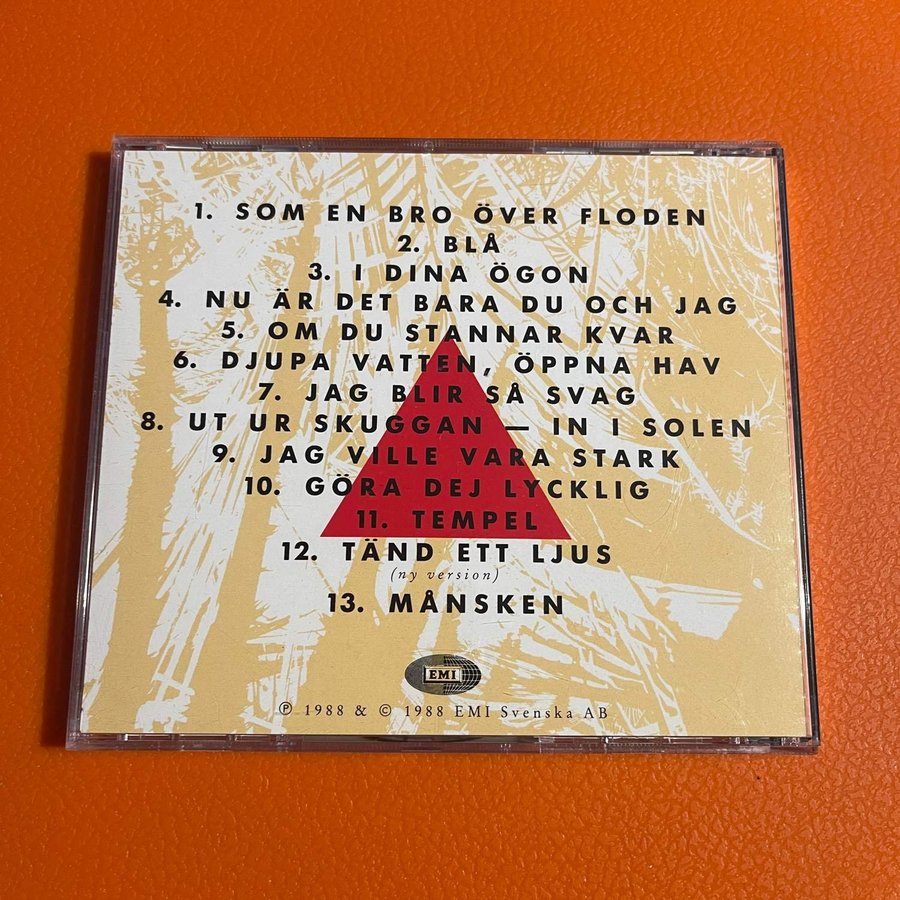 1. SOM EN BRO ÖVER FLODEN
2. BLÅ
3. I DINA ÖGON
4. NU ÄR DET BARA DU OCH JAG
5. OM DU STANNAR KVAR
6. DJUPA VATTEN, ÖPPNA HAV
7. JAG BLIR SÅ SVAG
8. UT UR SKUGGAN — IN I SOLEN
9. JAG VILLE VARA STARK
10. GÖRA DEJ LYCKLIG
11. TEMPEL
12. TÄND ETT LJUS
(ny version)
13. MÅNSKEN
EMI
℗ 1988 & © 1988 EMI Svenska AB